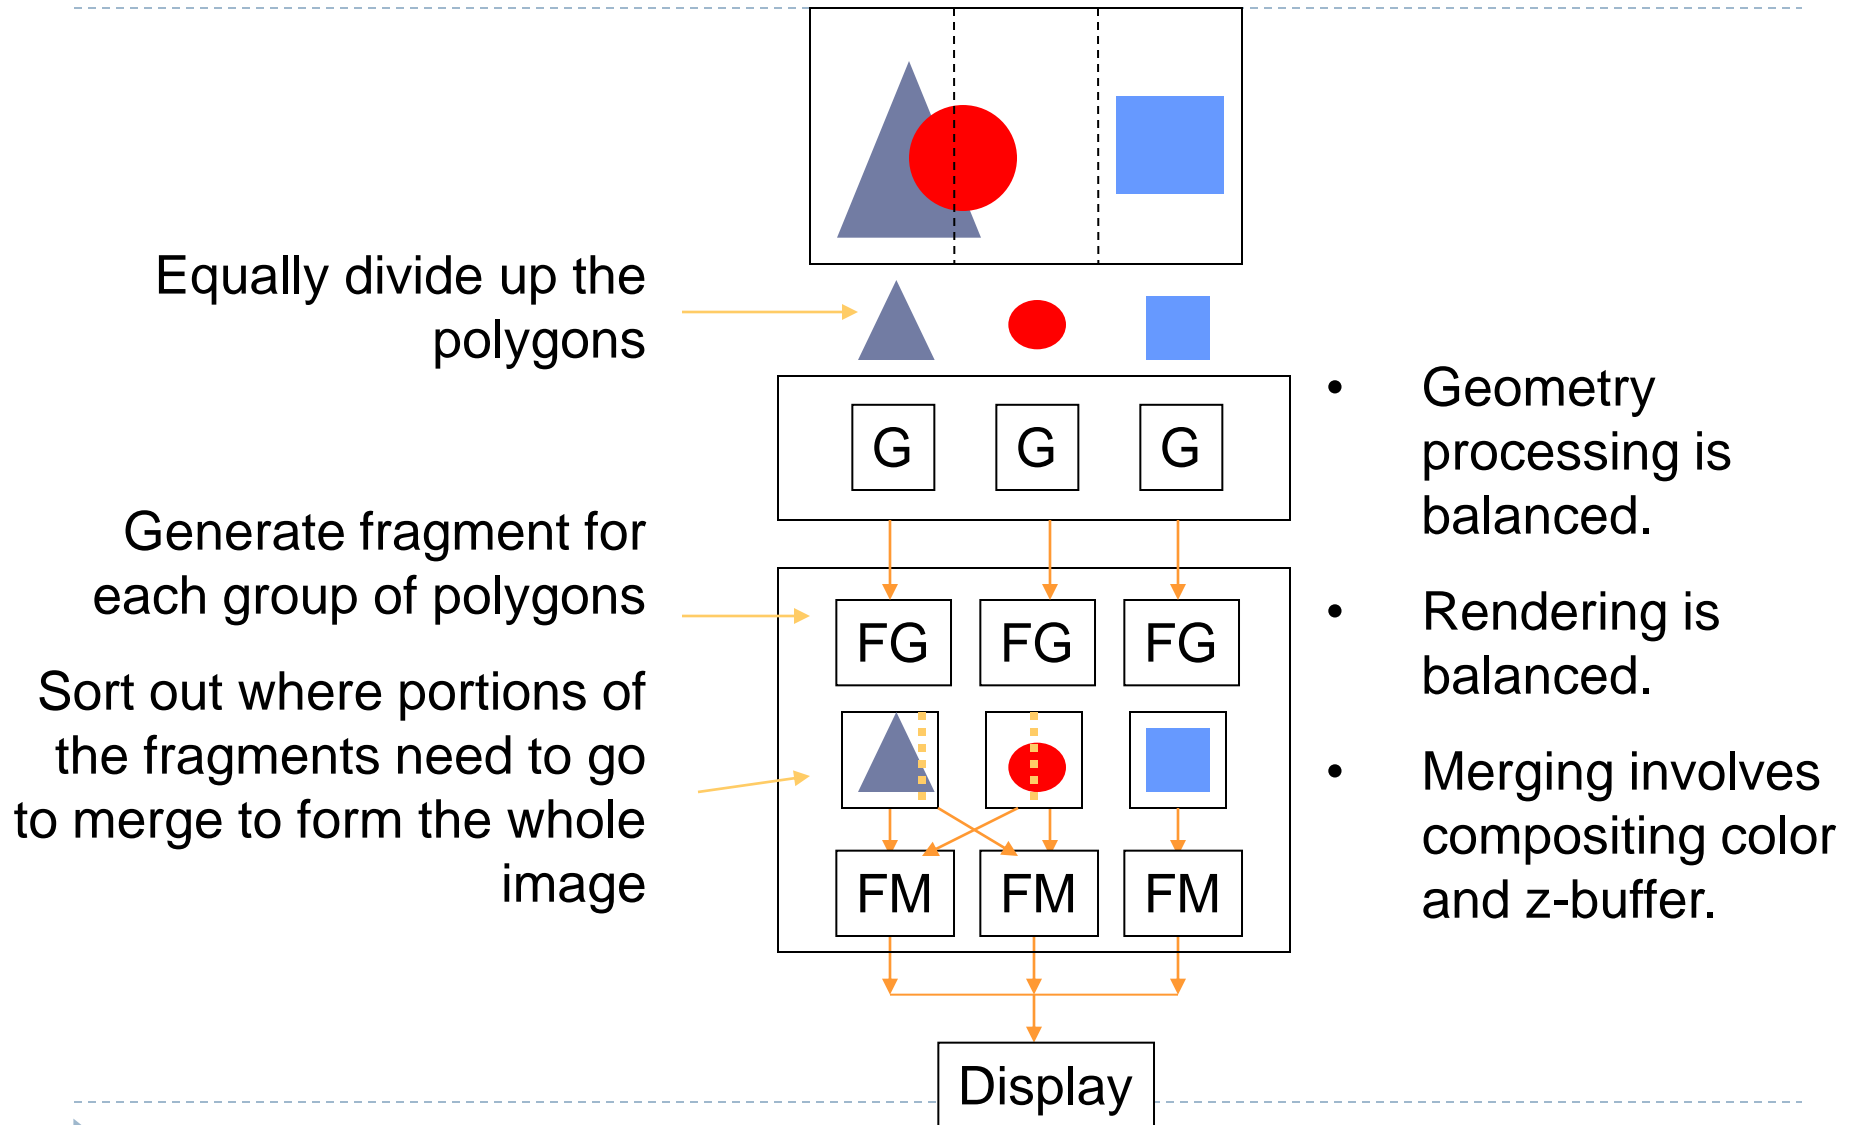 Equally divide up the
polygons
G G G
Generate fragment for
each group of polygons
FG FG FG
Sort out where portions of
the fragments need to go
to merge to form the whole
image
FM FM FM
Display
• Geometry
processing is
balanced.
• Rendering is
balanced.
• Merging involves
compositing color
and z-buffer.